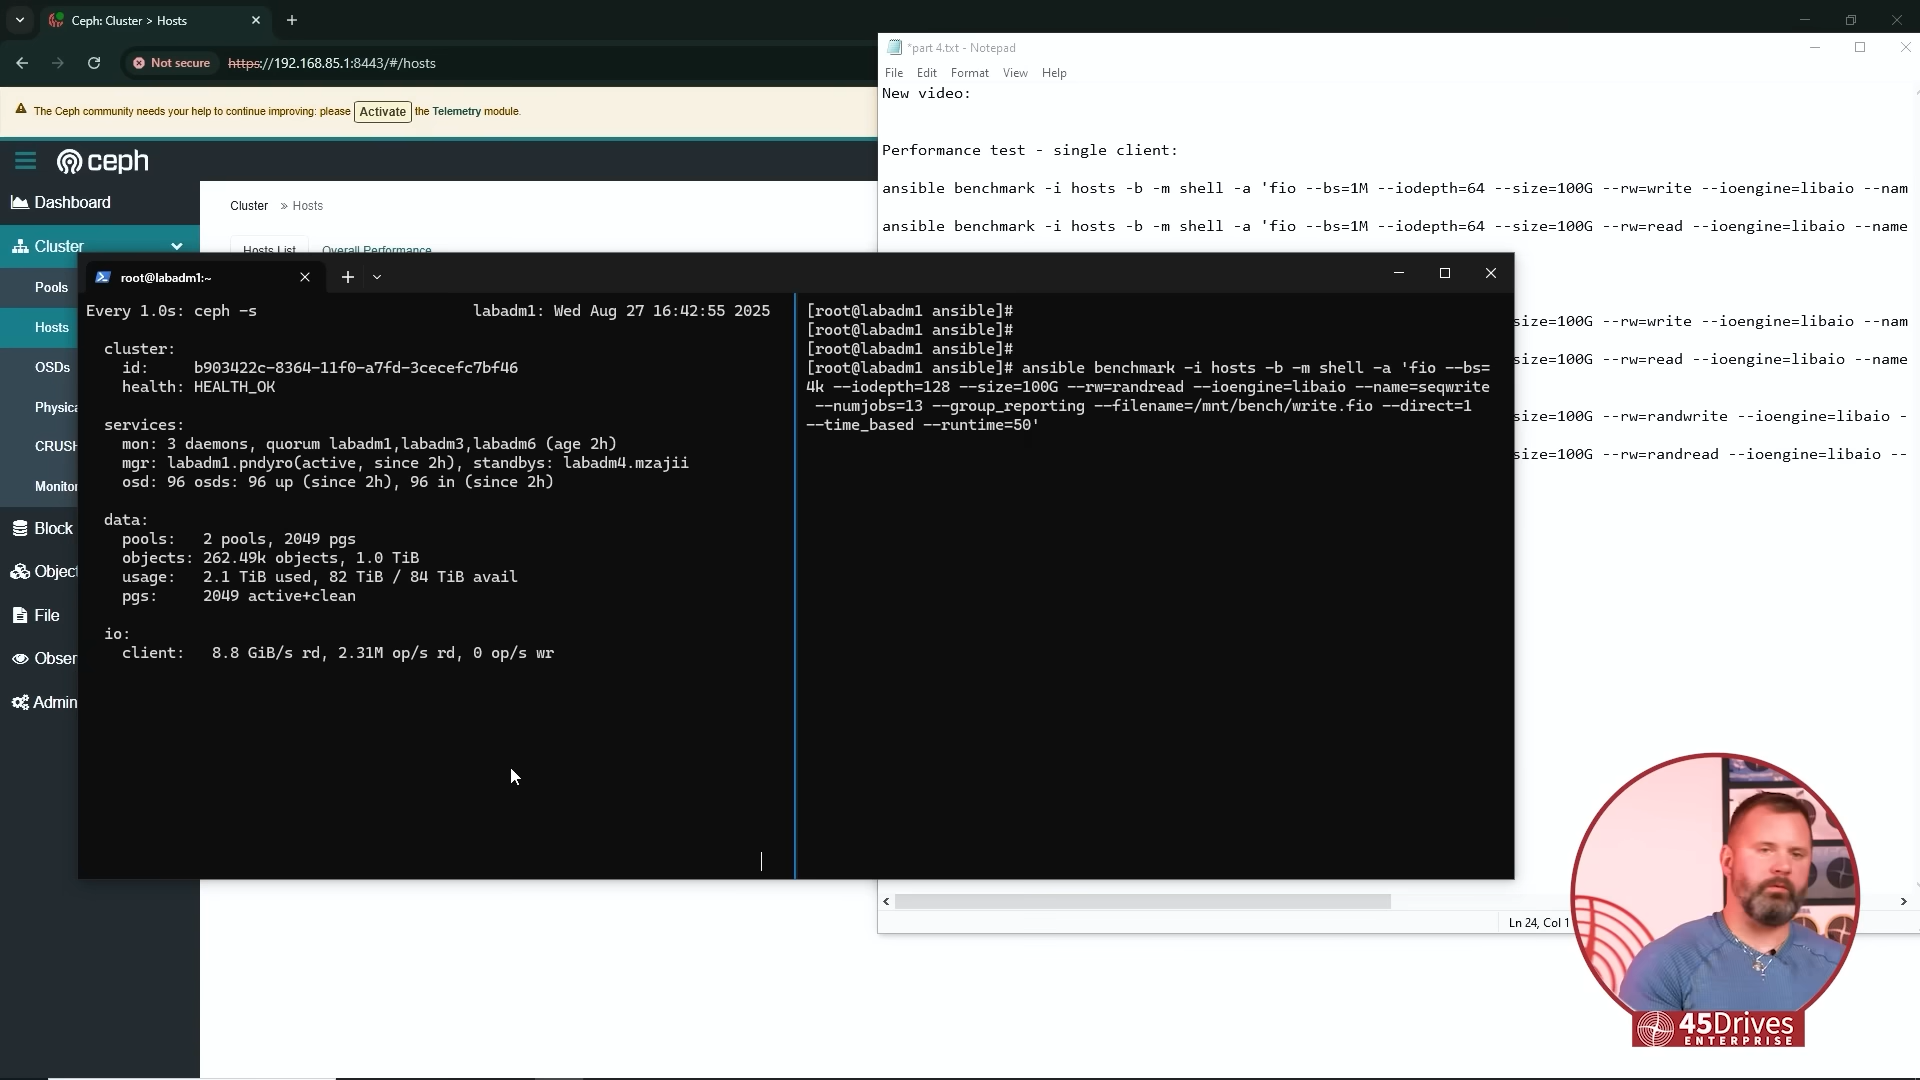 Ceph: Cluster > Hosts
Not secure https://192.168.85.1:8443/#/hosts
The Ceph community needs your help to continue improving: please Activate the Telemetry module.
ceph
Dashboard
Cluster
Pools
Hosts
OSDs
Physica
CRUSH
Monitor
Block
Object
File
Obser
Admin
Cluster » Hosts
Hosts List Overall Performance
*part 4.txt - Notepad
File Edit Format View Help
New video:
Performance test - single client:
ansible benchmark -i hosts -b -m shell -a 'fio --bs=1M --iodepth=64 --size=100G --rw=write --ioengine=libaio --nam
ansible benchmark -i hosts -b -m shell -a 'fio --bs=1M --iodepth=64 --size=100G --rw=read --ioengine=libaio --name
size=100G --rw=write --ioengine=libaio --nam
size=100G --rw=read --ioengine=libaio --name
size=100G --rw=randwrite --ioengine=libaio -
size=100G --rw=randread --ioengine=libaio --
Ln 24, Col 1
root@labadm1:~
Every 1.0s: ceph -s labadm1: Wed Aug 27 16:42:55 2025
cluster:
id: b903422c-8364-11f0-a7fd-3cecefc7bf46
health: HEALTH_OK
services:
mon: 3 daemons, quorum labadm1,labadm3,labadm6 (age 2h)
mgr: labadm1.pndyro(active, since 2h), standbys: labadm4.mzajii
osd: 96 osds: 96 up (since 2h), 96 in (since 2h)
data:
pools: 2 pools, 2049 pgs
objects: 262.49k objects, 1.0 TiB
usage: 2.1 TiB used, 82 TiB / 84 TiB avail
pgs: 2049 active+clean
io:
client: 8.8 GiB/s rd, 2.31M op/s rd, 0 op/s wr
[root@labadm1 ansible]#
[root@labadm1 ansible]#
[root@labadm1 ansible]#
[root@labadm1 ansible]# ansible benchmark -i hosts -b -m shell -a 'fio --bs=
4k --iodepth=128 --size=100G --rw=randread --ioengine=libaio --name=seqwrite
--numjobs=13 --group_reporting --filename=/mnt/bench/write.fio --direct=1
--time_based --runtime=50'
45Drives
ENTERPRISE